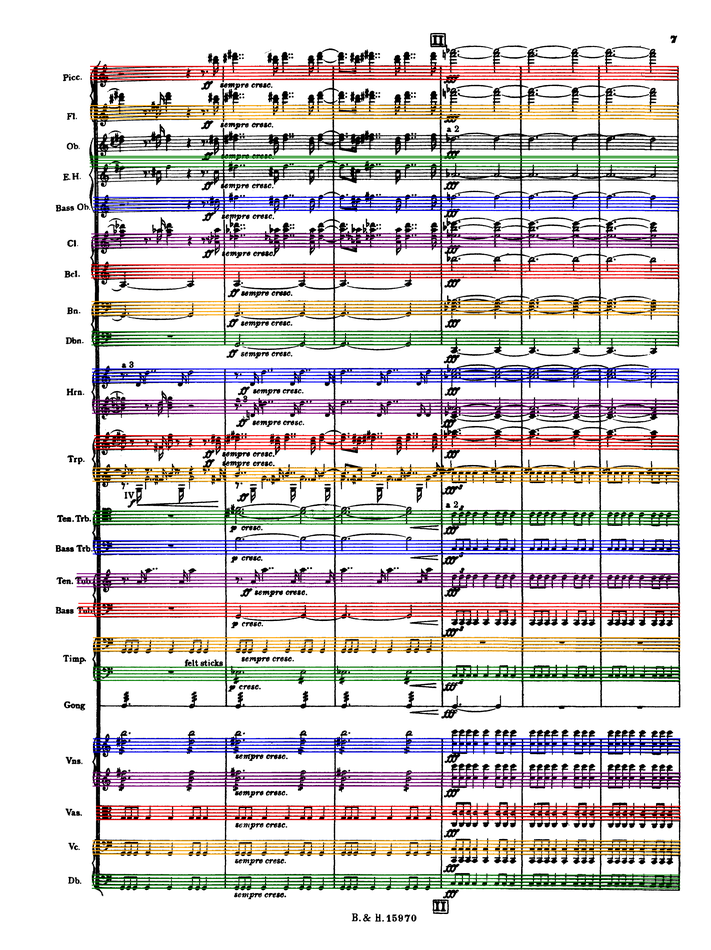 II
7
Picc.
ff sempre cresc.
fff
Fl.
ff sempre cresc.
fff
a 2
Ob.
ff sempre cresc.
fff
E.H.
ff sempre cresc.
fff
Bass Ob.
ff sempre cresc.
fff
Cl.
ff sempre cresc.
fff
Bcl.
ff sempre cresc.
fff
Bn.
ff sempre cresc.
fff
Dbn.
ff sempre cresc.
fff
a 3
Hrn.
ff sempre cresc.
fff
sempre cresc.
fff
Trp.
ff sempre cresc.
fff
ff sempre cresc.
IV
ff
fff
a 2
Ten. Trb.
p cresc.
fff
Bass Trb.
p cresc.
fff
Ten. Tub.
ff sempre cresc.
fff
Bass Tub.
p cresc.
fff
Timp.
sempre cresc.
felt sticks
p cresc.
fff
Gong
fff
Vns.
sempre cresc.
fff
sempre cresc.
fff
Vas.
sempre cresc.
fff
Vc.
sempre cresc.
fff
Db.
sempre cresc.
fff
II
B. & H. 15970